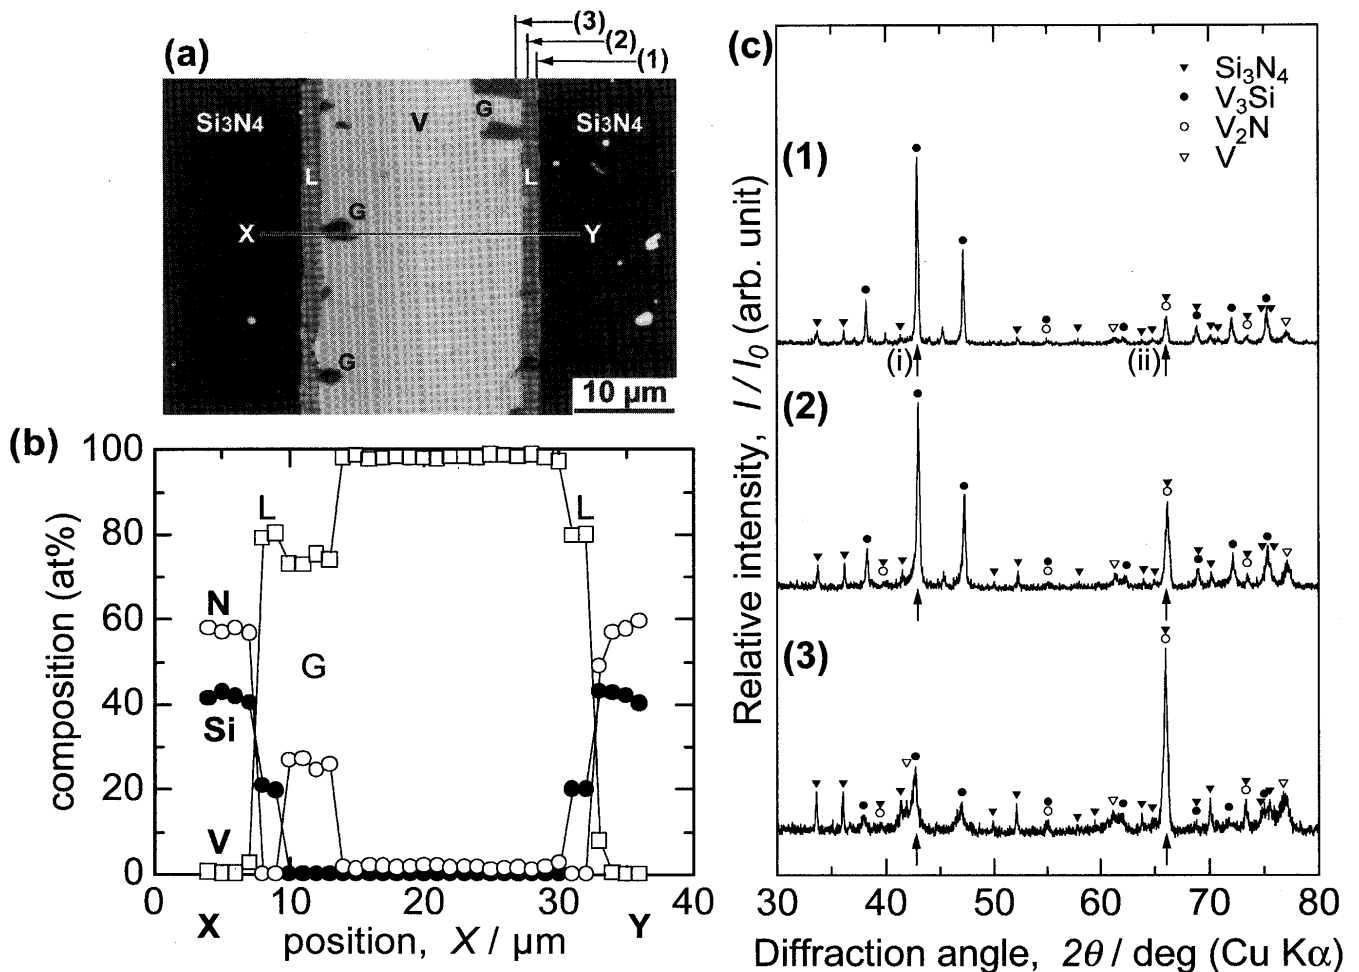 (a)
(3)
(2)
(1)
Si3N4
G
V
Si3N4
L
L
G
X
Y
G
10 µm
(b)
100
80
60
40
20
0
composition (at%)
L
L
N
G
Si
V
0
10
20
30
40
X
Y
position, X / µm
(c)
Si₃N₄
V₃Si
V₂N
V
(1)
(i)
(ii)
(2)
(3)
Relative intensity, I / I₀ (arb. unit)
30
40
50
60
70
80
Diffraction angle, 2θ / deg (Cu Kα)